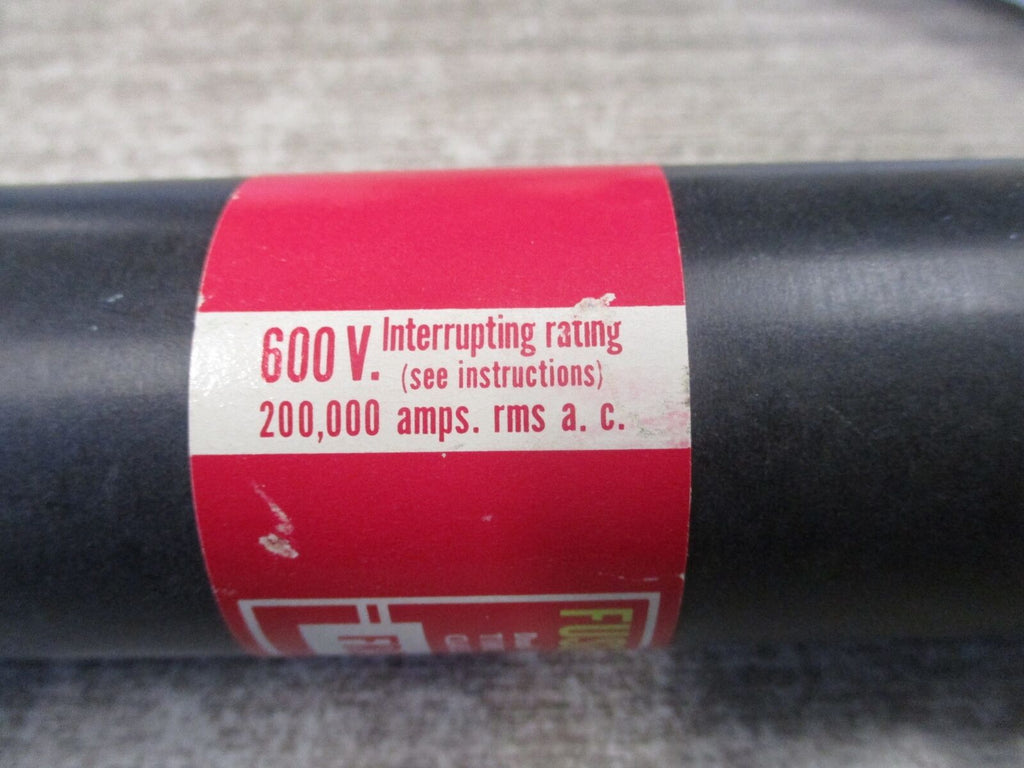 600 V. Interrupting rating
(see instructions)
200,000 amps. rms a. c.